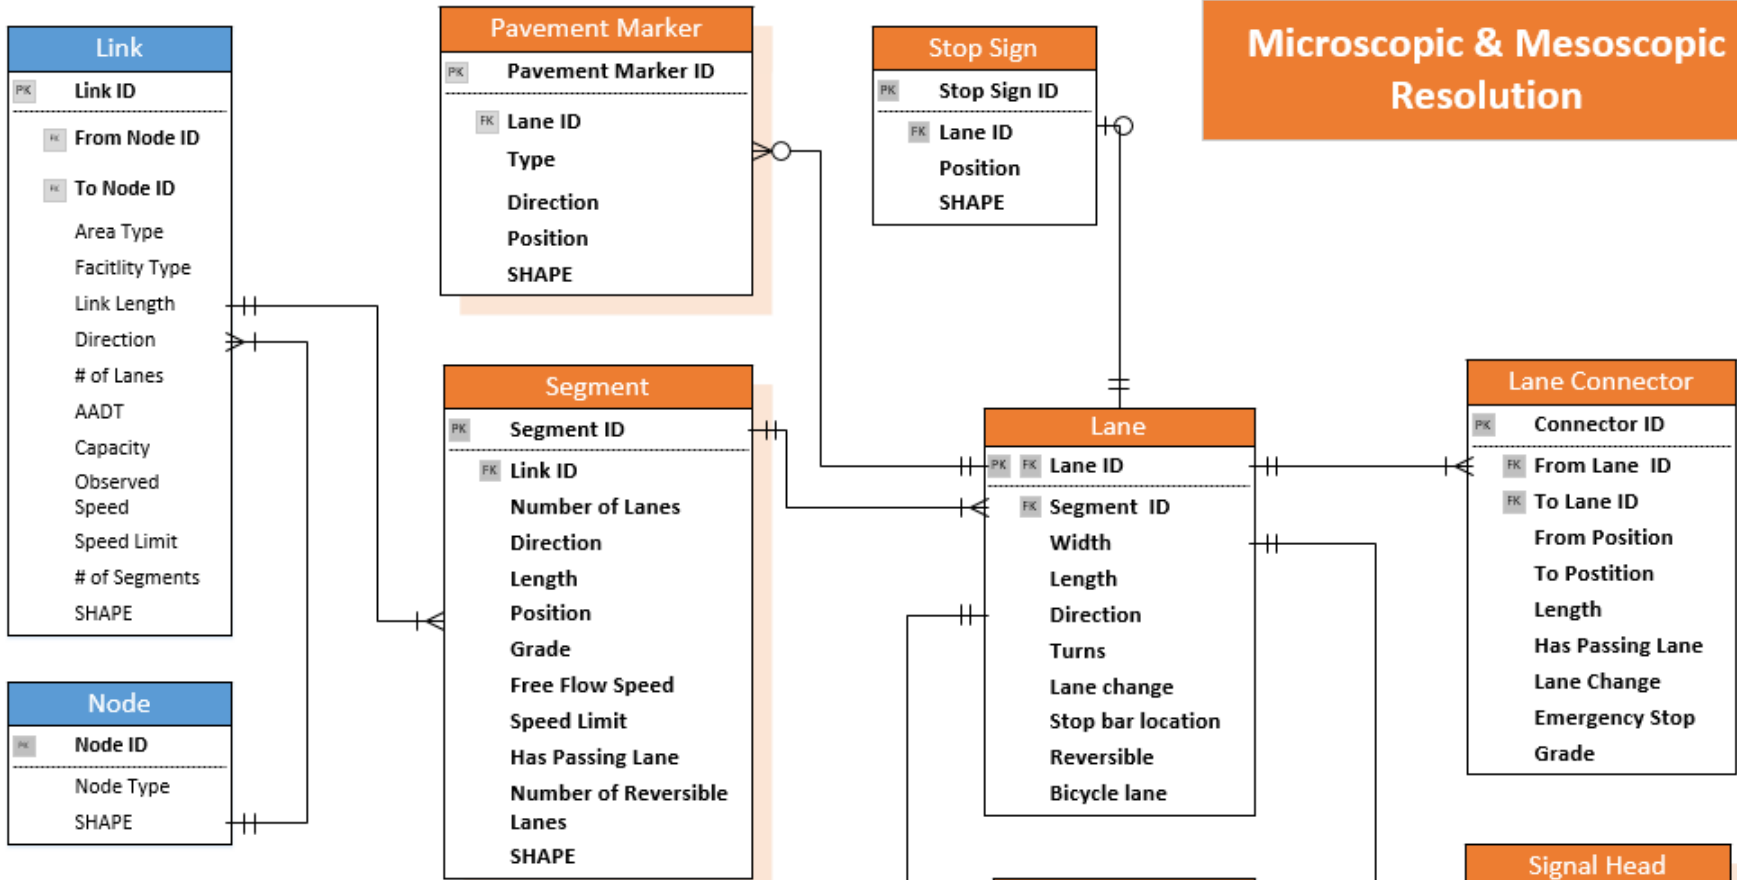 Link
PK Link ID
FK From Node ID
FK To Node ID
Area Type
Facitlity Type
Link Length
Direction
# of Lanes
AADT
Capacity
Observed
Speed
Speed Limit
# of Segments
SHAPE
Node
PK Node ID
Node Type
SHAPE
Pavement Marker
PK Pavement Marker ID
FK Lane ID
Type
Direction
Position
SHAPE
Segment
PK Segment ID
FK Link ID
Number of Lanes
Direction
Length
Position
Grade
Free Flow Speed
Speed Limit
Has Passing Lane
Number of Reversible
Lanes
SHAPE
Stop Sign
PK Stop Sign ID
FK Lane ID
Position
SHAPE
Lane
PK FK Lane ID
FK Segment ID
Width
Length
Direction
Turns
Lane change
Stop bar location
Reversible
Bicycle lane
Microscopic & Mesoscopic
Resolution
Lane Connector
PK Connector ID
FK From Lane ID
FK To Lane ID
From Position
To Postition
Length
Has Passing Lane
Lane Change
Emergency Stop
Grade
Signal Head